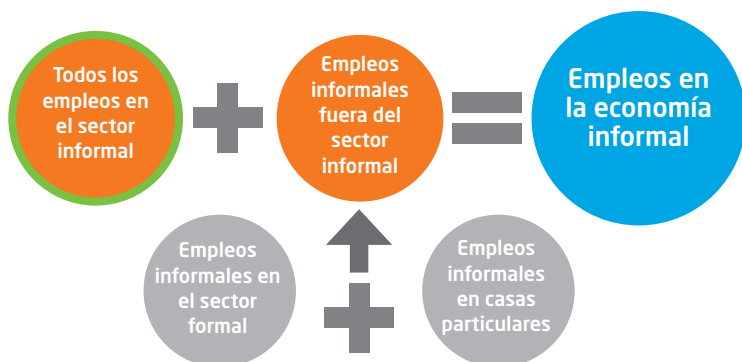 Todos los
empleos en
el sector
informal
Empleos
informales
fuera del
sector
informal
Empleos en
la economía
informal
Empleos
informales en
el sector
formal
Empleos
informales
en casas
particulares